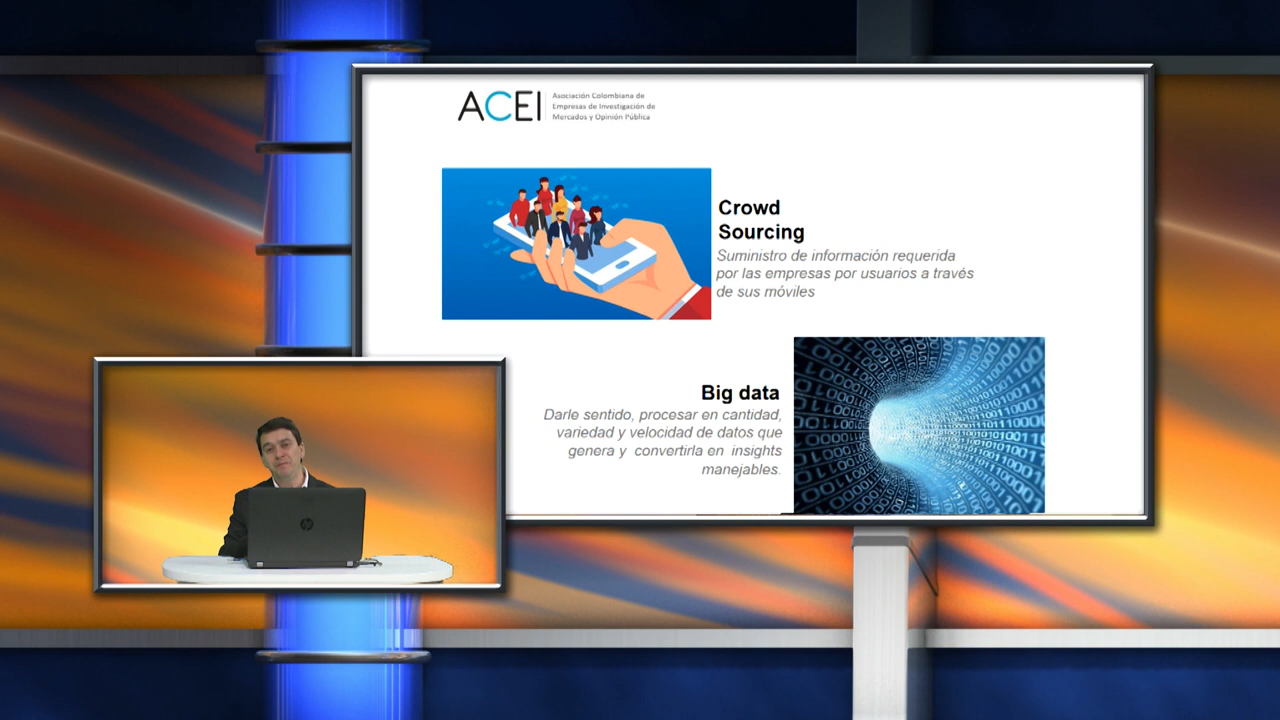 ACEI
Asociación Colombiana de
Empresas de Investigación de
Mercados y Opinión Pública
Crowd
Sourcing
Suministro de información requerida
por las empresas por usuarios a través
de sus móviles
Big data
Darle sentido, procesar en cantidad,
variedad y velocidad de datos que
genera y convertirla en insights
manejables.
hp